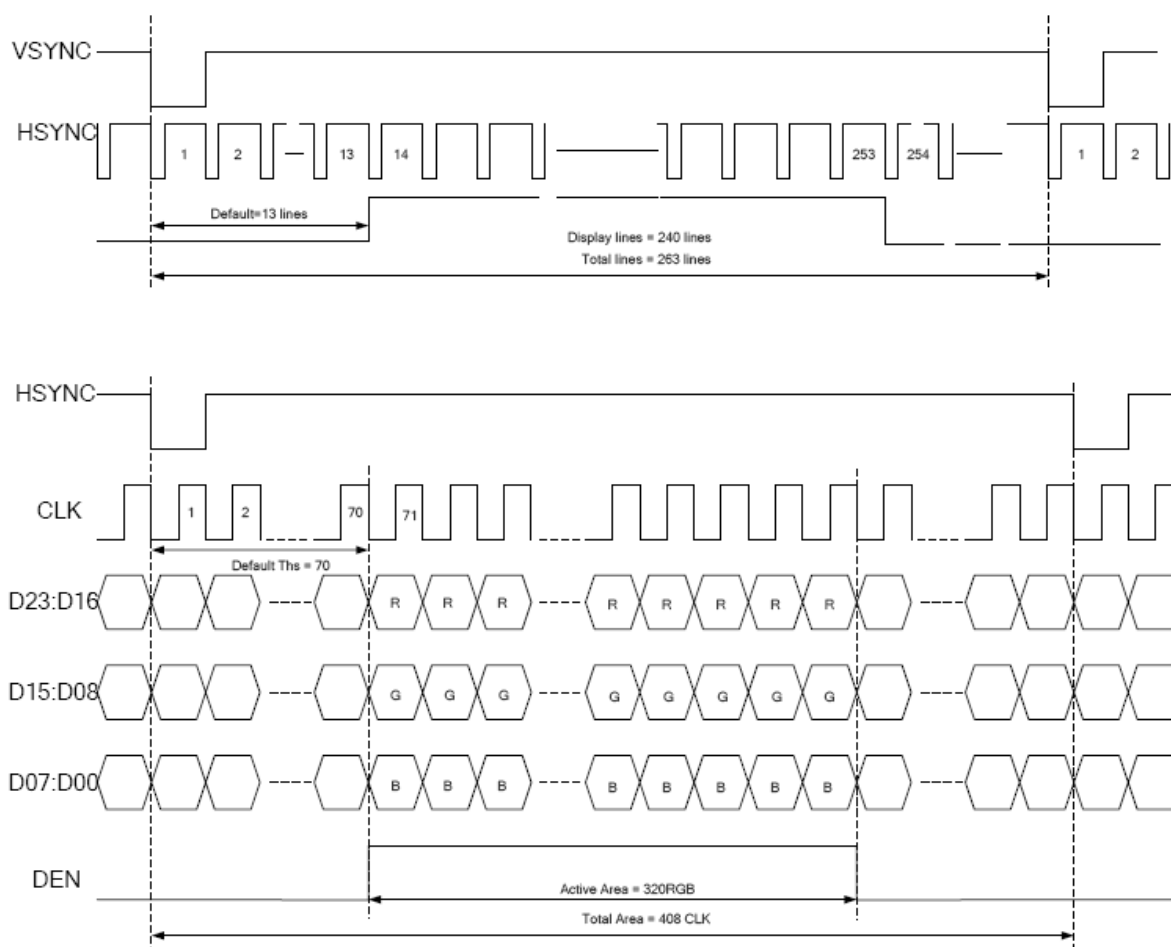 VSYNC
HSYNC
1 2 13 14 253 254 1 2
Default=13 lines
Display lines = 240 lines
Total lines = 263 lines
HSYNC
CLK
1 2 70 71
Default Ths = 70
D23:D16
R R R R R R R R
D15:D08
G G G G G G G G
D07:D00
B B B B B B B B
DEN
Active Area = 320RGB
Total Area = 408 CLK